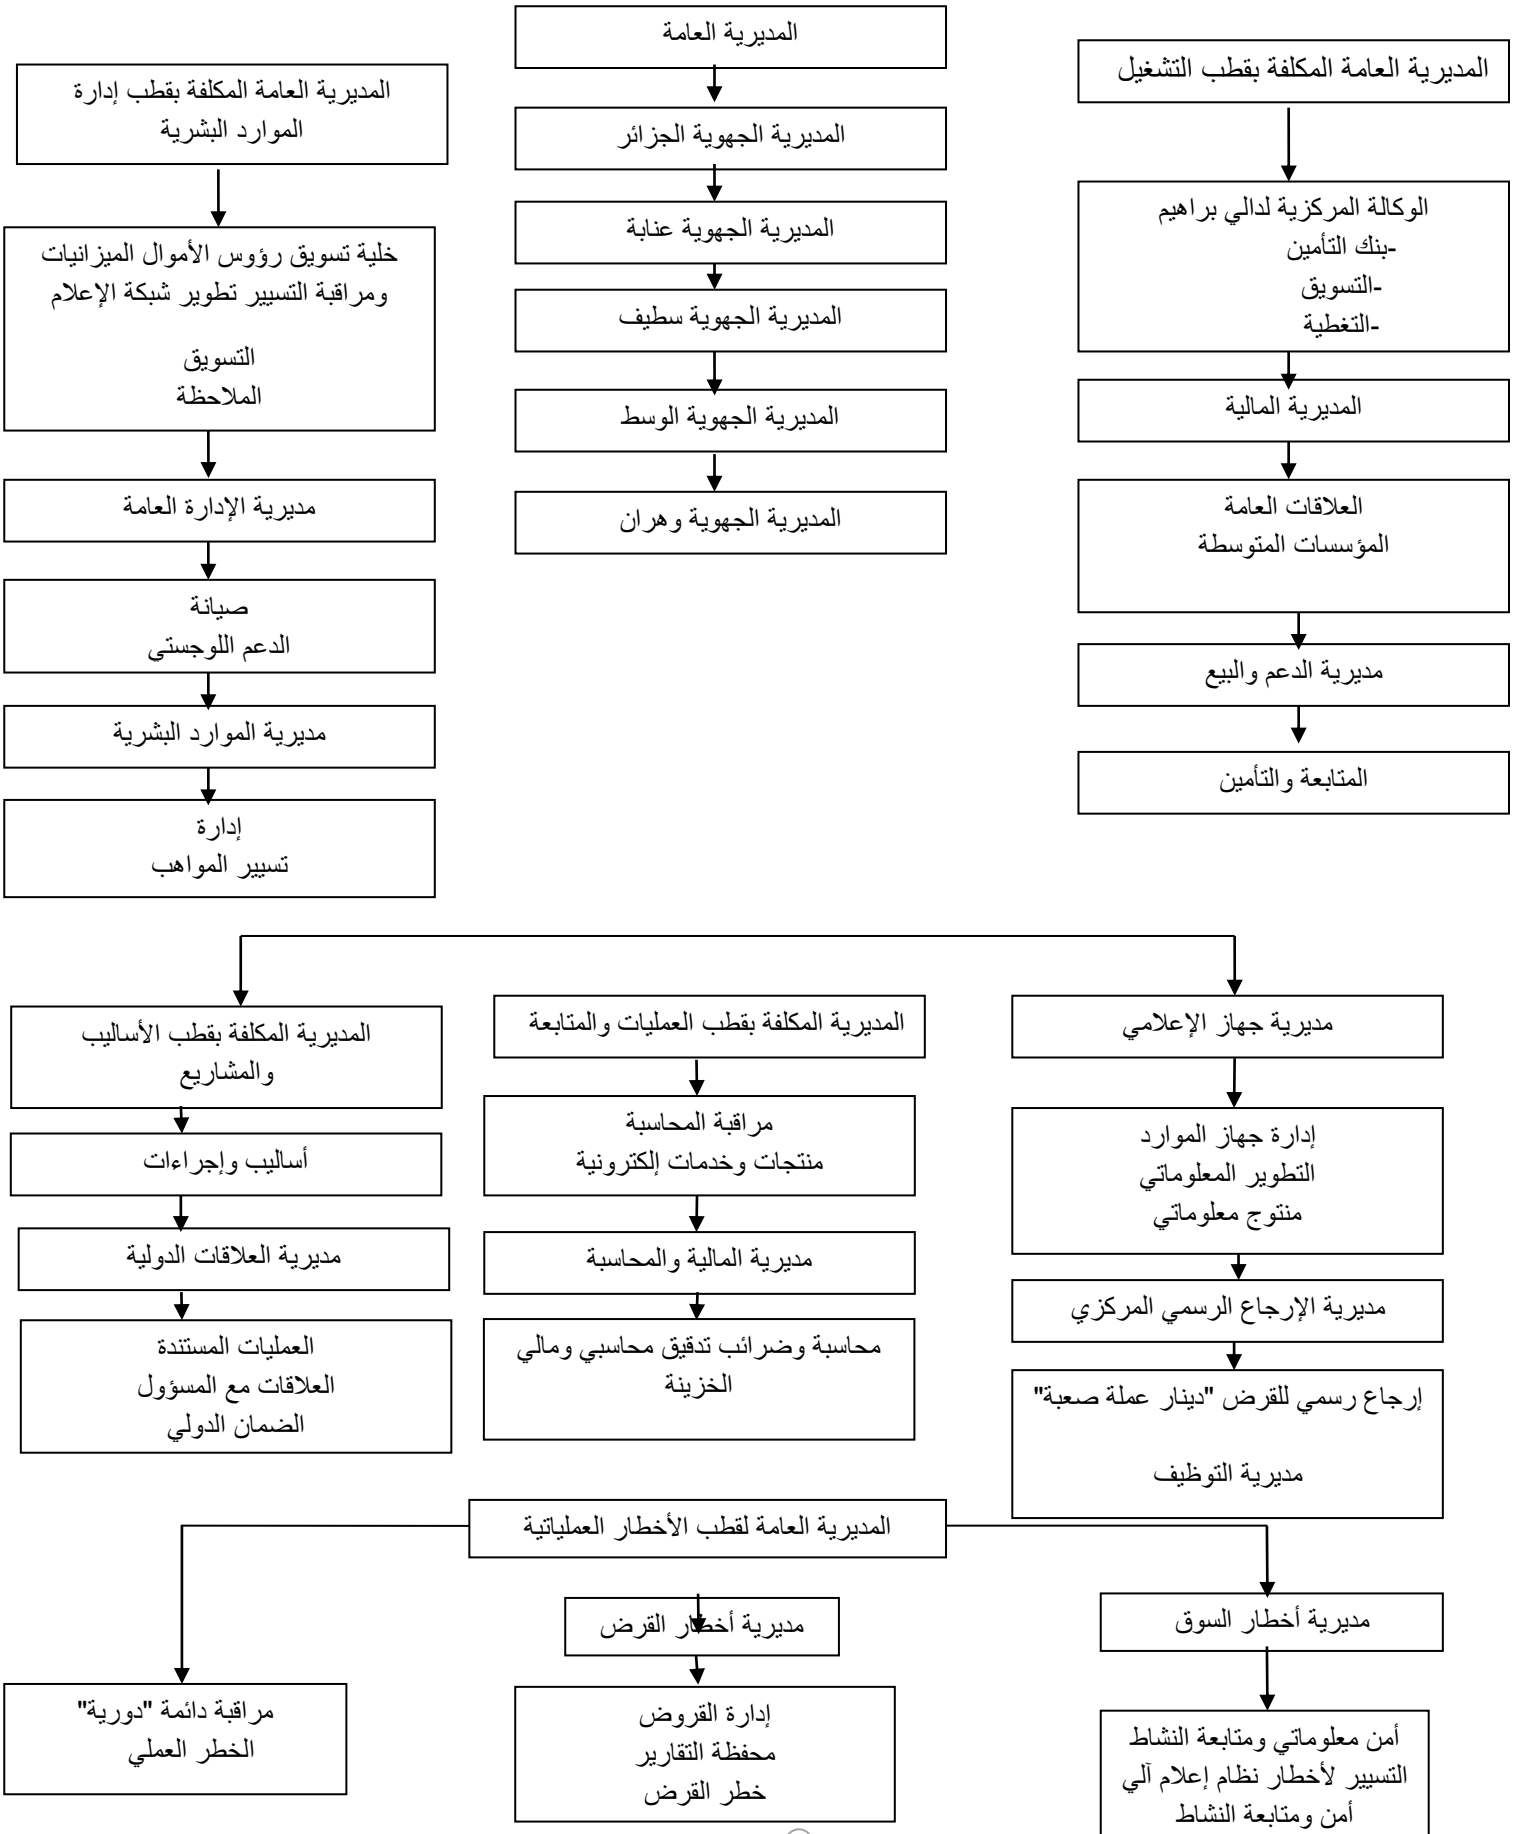 المديرية العامة المكلفة بقطب التشغيل
الوكالة المركزية لدالي براهيم
-بنك التأمين
-التسويق
-التغطية
المديرية المالية
العلاقات العامة
المؤسسات المتوسطة
مديرية الدعم والبيع
المتابعة والتأمين
المديرية العامة
المديرية الجهوية الجزائر
المديرية الجهوية عنابة
المديرية الجهوية سطيف
المديرية الجهوية الوسط
المديرية الجهوية وهران
المديرية العامة المكلفة بقطب إدارة
الموارد البشرية
خلية تسويق رؤوس الأموال الميزانيات
ومراقبة التسيير تطوير شبكة الإعلام
التسويق
الملاحظة
مديرية الإدارة العامة
صيانة
الدعم اللوجستي
مديرية الموارد البشرية
إدارة
تسيير المواهب
مديرية جهاز الإعلامي
إدارة جهاز الموارد
التطوير المعلوماتي
منتوج معلوماتي
مديرية الإرجاع الرسمي المركزي
إرجاع رسمي للقرض "دينار عملة صعبة"
مديرية التوظيف
المديرية المكلفة بقطب العمليات والمتابعة
مراقبة المحاسبة
منتجات وخدمات إلكترونية
مديرية المالية والمحاسبة
محاسبة وضرائب تدقيق محاسبي ومالي
الخزينة
المديرية المكلفة بقطب الأساليب
والمشاريع
أساليب وإجراءات
مديرية العلاقات الدولية
العمليات المستندة
العلاقات مع المسؤول
الضمان الدولي
المديرية العامة لقطب الأخطار العملياتية
مديرية أخطار السوق
أمن معلوماتي ومتابعة النشاط
التسيير لأخطار نظام إعلام آلي
أمن ومتابعة النشاط
مديرية أخطار القرض
إدارة القروض
محفظة التقارير
خطر القرض
مراقبة دائمة "دورية"
الخطر العملي